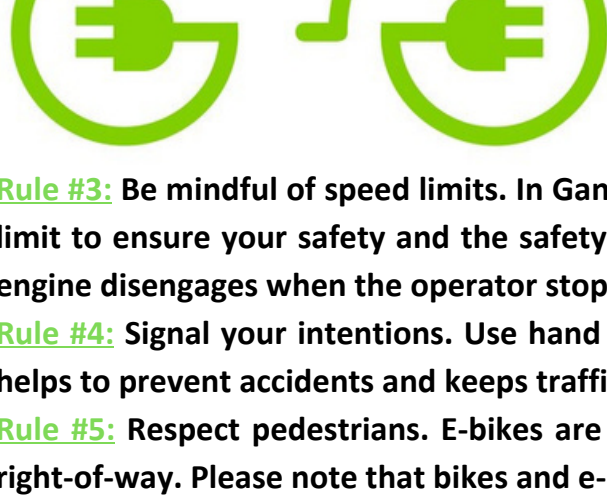 Rule #3: Be mindful of speed limits. In Gan
limit to ensure your safety and the safety
engine disengages when the operator stop
Rule #4: Signal your intentions. Use hand
helps to prevent accidents and keeps traffi
Rule #5: Respect pedestrians. E-bikes are
right-of-way. Please note that bikes and e-